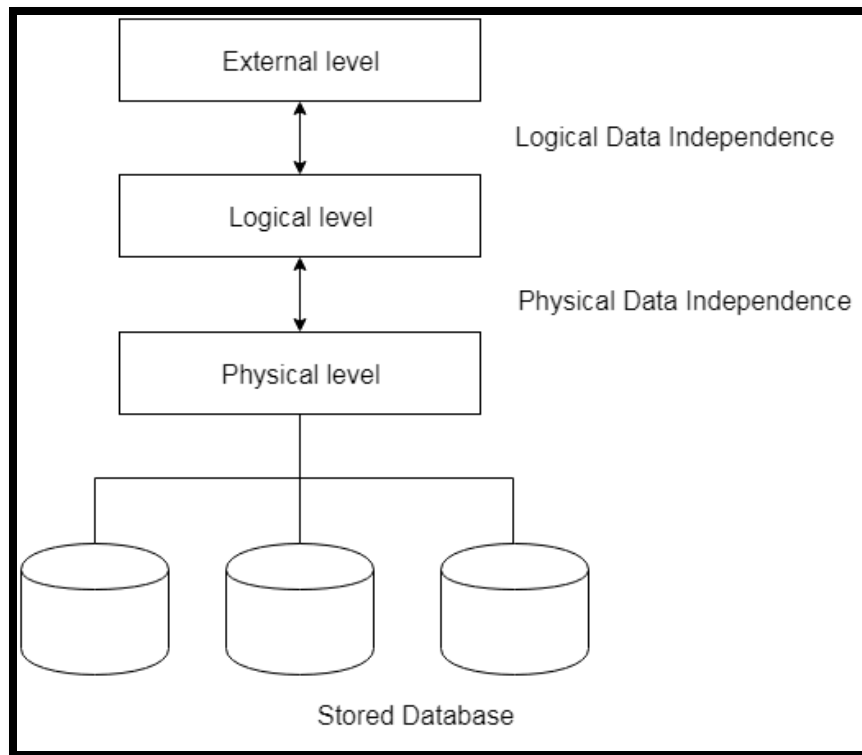 External level
Logical Data Independence
Logical level
Physical Data Independence
Physical level
Stored Database